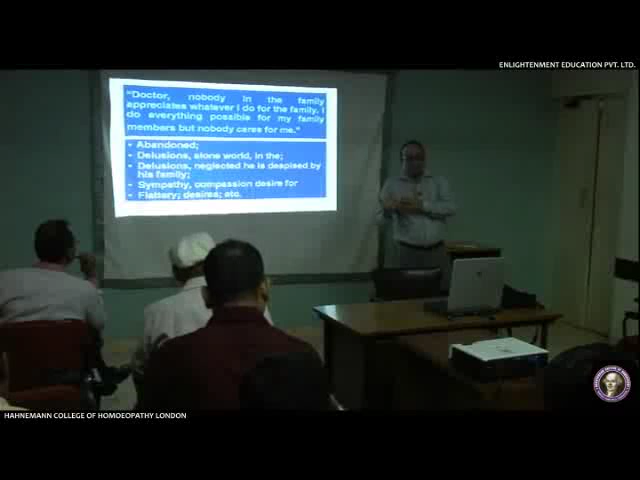 ENLIGHTENMENT EDUCATION PVT. LTD.
"Doctor, nobody in the family
appreciates whatever I do for the family. I
do everything possible for my family
members but nobody cares for me."
- Abandoned;
- Delusions, alone world, in the;
- Delusions, neglected he is despised by
his family;
- Sympathy, compassion desire for
- Flattery; desires; etc.
HAHNEMANN COLLEGE OF HOMOEOPATHY LONDON